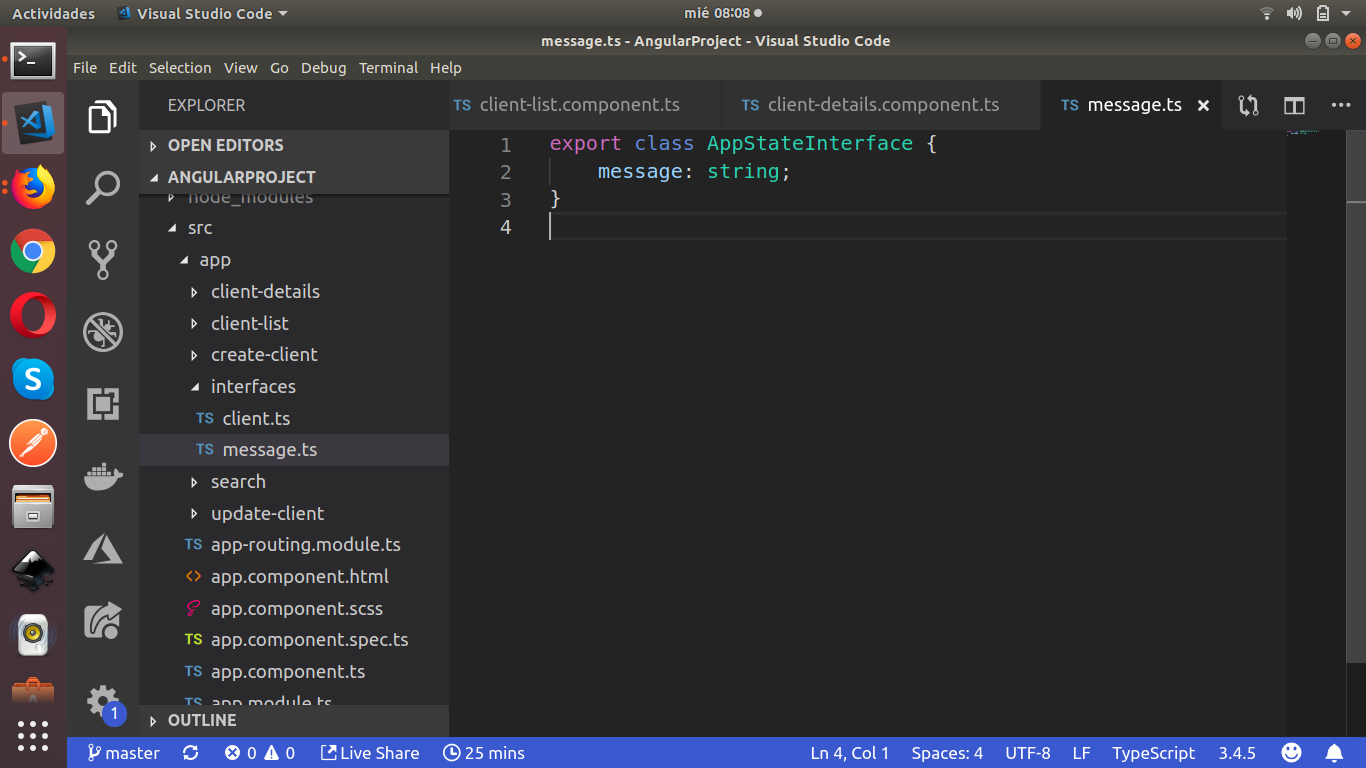 Actividades
Visual Studio Code
mié 08:08
message.ts - AngularProject - Visual Studio Code
File Edit Selection View Go Debug Terminal Help
EXPLORER
TS client-list.component.ts
TS client-details.component.ts
TS message.ts
OPEN EDITORS
ANGULARPROJECT
node_modules
src
app
client-details
client-list
create-client
interfaces
TS client.ts
TS message.ts
search
update-client
TS app-routing.module.ts
<> app.component.html
app.component.scss
TS app.component.spec.ts
TS app.component.ts
TS app.module.ts
OUTLINE
1 export class AppStateInterface {
2 message: string;
3 }
4
S
1
master
0
0
Live Share
25 mins
Ln 4, Col 1
Spaces: 4
UTF-8
LF
TypeScript
3.4.5